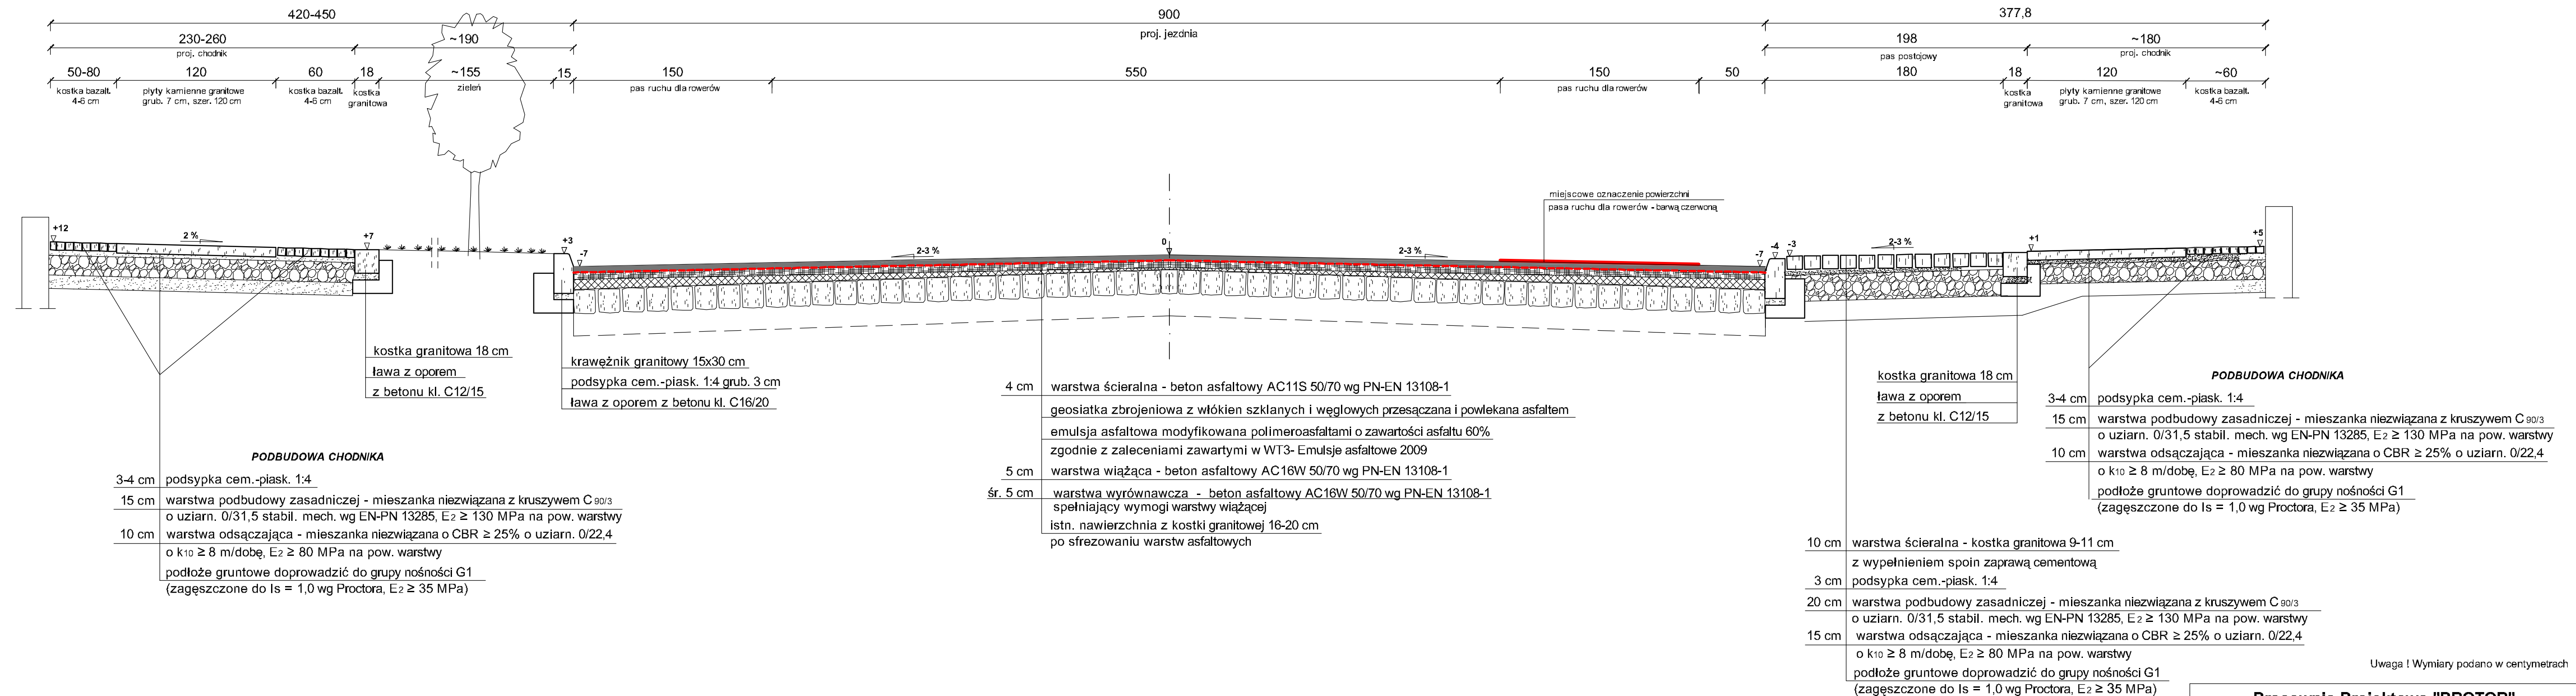 420-450
900
377,8
proj. jezdnia
230-260
~190
198
~180
proj. chodnik
pas postojowy
proj. chodnik
50-80
120
60
18
~155
15
150
550
150
50
180
18
120
~60
kostka bazalt.
4-6 cm
płyty kamienne granitowe
grub. 7 cm, szer. 120 cm
kostka bazalt.
4-6 cm
kostka
granitowa
zieleń
pas ruchu dla rowerów
pas ruchu dla rowerów
kostka
granitowa
płyty kamienne granitowe
grub. 7 cm, szer. 120 cm
kostka bazalt.
4-6 cm
miejscowe oznaczenie powierzchni
pasa ruchu dla rowerów - barwą czerwoną
+12
2 %
+7
+3
-7
2-3 %
0
2-3 %
-7
-4
-3
2-3 %
+1
+5
kostka granitowa 18 cm
ława z oporem
z betonu kl. C12/15
krawężnik granitowy 15x30 cm
podsypka cem.-piask. 1:4 grub. 3 cm
ława z oporem z betonu kl. C16/20
PODBUDOWA CHODNIKA
3-4 cm podsypka cem.-piask. 1:4
15 cm warstwa podbudowy zasadniczej - mieszanka niezwiązana z kruszywem C 90/3
o uziarn. 0/31,5 stabil. mech. wg EN-PN 13285, E2 ≥ 130 MPa na pow. warstwy
10 cm warstwa odsączająca - mieszanka niezwiązana o CBR ≥ 25% o uziarn. 0/22,4
o k10 ≥ 8 m/dobę, E2 ≥ 80 MPa na pow. warstwy
podłoże gruntowe doprowadzić do grupy nośności G1
(zagęszczone do Is = 1,0 wg Proctora, E2 ≥ 35 MPa)
4 cm warstwa ścieralna - beton asfaltowy AC11S 50/70 wg PN-EN 13108-1
geosiatka zbrojeniowa z włókien szklanych i węglowych przesączana i powlekana asfaltem
emulsja asfaltowa modyfikowana polimeroasfaltami o zawartości asfaltu 60%
zgodnie z zaleceniami zawartymi w WT3- Emulsje asfaltowe 2009
5 cm warstwa wiążąca - beton asfaltowy AC16W 50/70 wg PN-EN 13108-1
śr. 5 cm warstwa wyrównawcza - beton asfaltowy AC16W 50/70 wg PN-EN 13108-1
spełniający wymogi warstwy wiążącej
istn. nawierzchnia z kostki granitowej 16-20 cm
po sfrezowaniu warstw asfaltowych
kostka granitowa 18 cm
ława z oporem
z betonu kl. C12/15
PODBUDOWA CHODNIKA
3-4 cm podsypka cem.-piask. 1:4
15 cm warstwa podbudowy zasadniczej - mieszanka niezwiązana z kruszywem C 90/3
o uziarn. 0/31,5 stabil. mech. wg EN-PN 13285, E2 ≥ 130 MPa na pow. warstwy
10 cm warstwa odsączająca - mieszanka niezwiązana o CBR ≥ 25% o uziarn. 0/22,4
o k10 ≥ 8 m/dobę, E2 ≥ 80 MPa na pow. warstwy
podłoże gruntowe doprowadzić do grupy nośności G1
(zagęszczone do Is = 1,0 wg Proctora, E2 ≥ 35 MPa)
10 cm warstwa ścieralna - kostka granitowa 9-11 cm
z wypełnieniem spoin zaprawą cementową
3 cm podsypka cem.-piask. 1:4
20 cm warstwa podbudowy zasadniczej - mieszanka niezwiązana z kruszywem C 90/3
o uziarn. 0/31,5 stabil. mech. wg EN-PN 13285, E2 ≥ 130 MPa na pow. warstwy
15 cm warstwa odsączająca - mieszanka niezwiązana o CBR ≥ 25% o uziarn. 0/22,4
o k10 ≥ 8 m/dobę, E2 ≥ 80 MPa na pow. warstwy
podłoże gruntowe doprowadzić do grupy nośności G1
(zagęszczone do Is = 1,0 wg Proctora, E2 ≥ 35 MPa)
Uwaga ! Wymiary podano w centymetrach